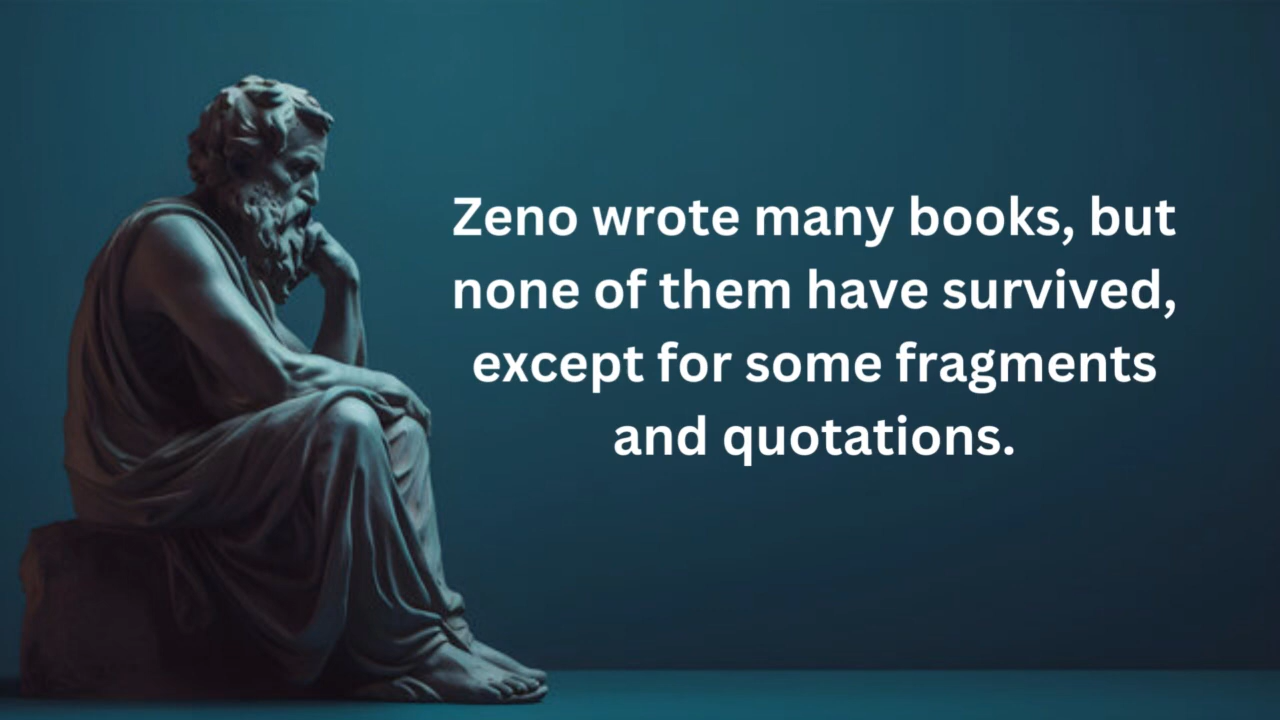 Zeno wrote many books, but
none of them have survived,
except for some fragments
and quotations.